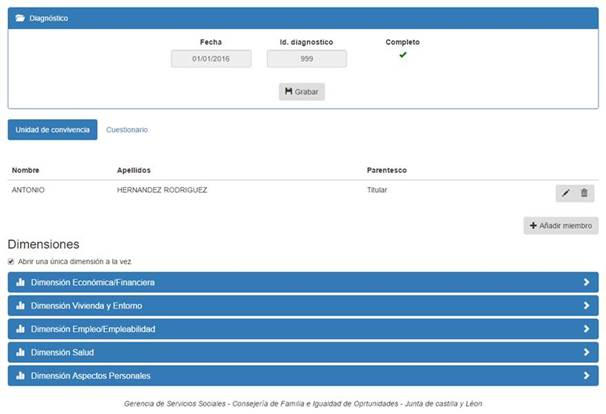 Diagnóstico
Fecha Id. diagnostico Completo
01/01/2016 999
Grabar
Unidad de convivencia Cuestionario
Nombre Apellidos Parentesco
ANTONIO HERNANDEZ RODRIGUEZ Titular
Añadir miembro
Dimensiones
Abrir una única dimensión a la vez
Dimensión Económica/Financiera
Dimensión Vivienda y Entorno
Dimensión Empleo/Empleabilidad
Dimensión Salud
Dimensión Aspectos Personales
Gerencia de Servicios Sociales - Consejería de Familia e Igualdad de Oprtunidades - Junta de castilla y Léon